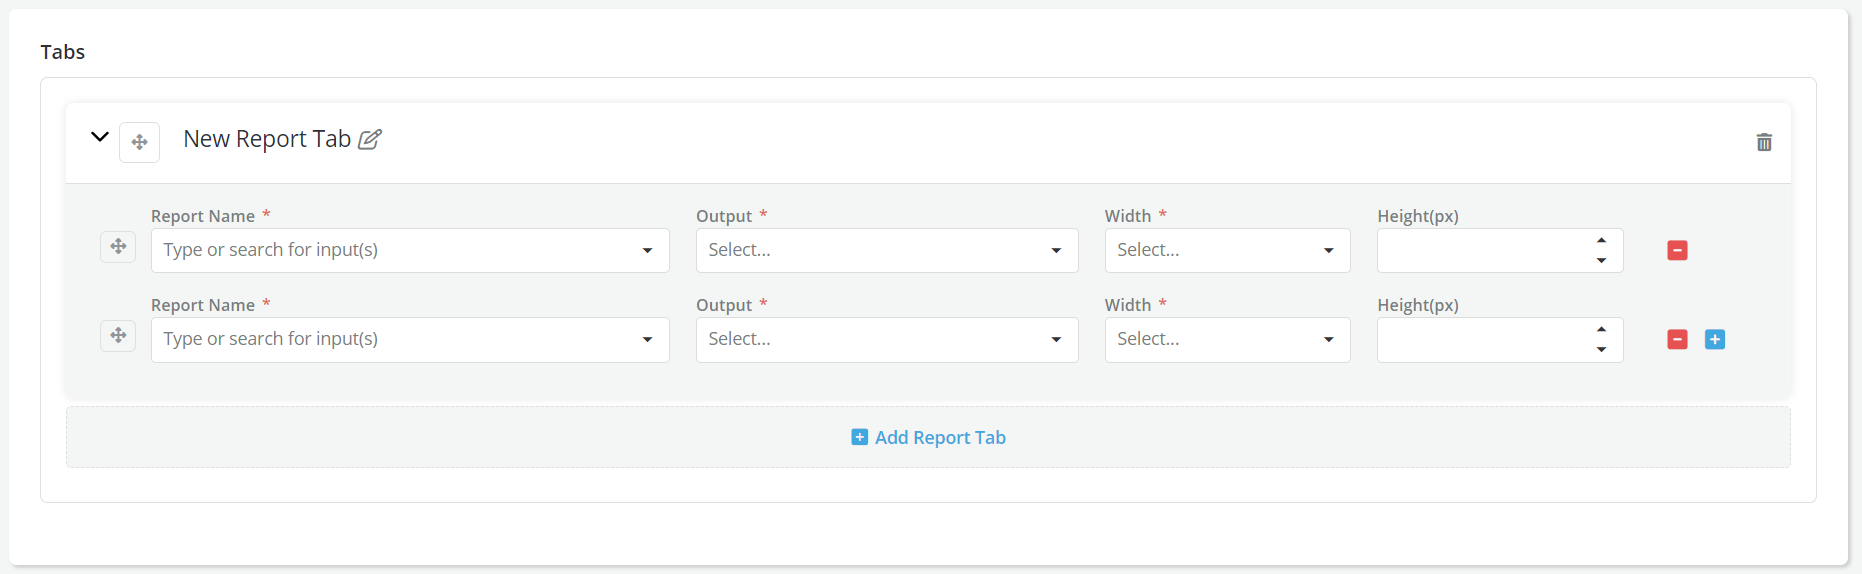 Tabs
New Report Tab
Report Name * Output * Width * Height(px)
Type or search for input(s) Select... Select...
Report Name * Output * Width * Height(px)
Type or search for input(s) Select... Select...
Add Report Tab